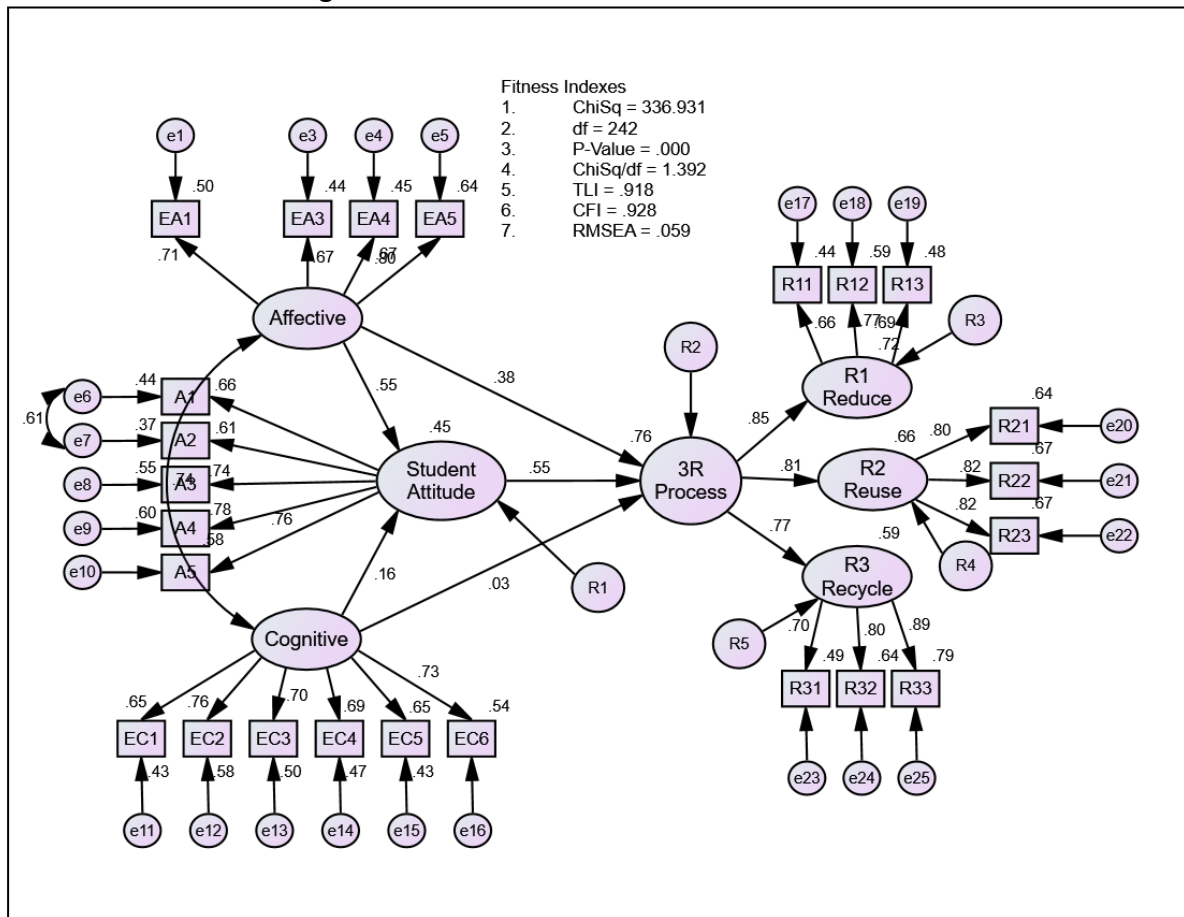 Fitness Indexes
1. ChiSq = 336.931
2. df = 242
3. P-Value = .000
4. ChiSq/df = 1.392
5. TLI = .918
6. CFI = .928
7. RMSEA = .059
e1 e3 e4 e5
.50 .44 .45 .64
EA1 EA3 EA4 EA5
.71 .67 .67 .80
Affective
e17 e18 e19
.44 .59 .48
R11 R12 R13
.66 .77 .69
.72
R3
R1
Reduce
R2
.38
.55
.85
e6 .44 A1 .66
.61
e7 .37 A2 .61
e8 .55 A3 .74
.74
e9 .60 A4 .78
.76
.58
e10 A5
.45
Student
Attitude
.55
.76
3R
Process
.81
.66
R2
Reuse
.64
.80 R21 e20
.67
.82 R22 e21
.67
.82 R23 e22
R4
.77
.59
R3
Recycle
R5
.16
.03
R1
Cognitive
.70 .80 .89
.49 .64 .79
R31 R32 R33
e23 e24 e25
.65 .76 .70 .69 .65 .73
.54
EC1 EC2 EC3 EC4 EC5 EC6
.43 .58 .50 .47 .43
e11 e12 e13 e14 e15 e16